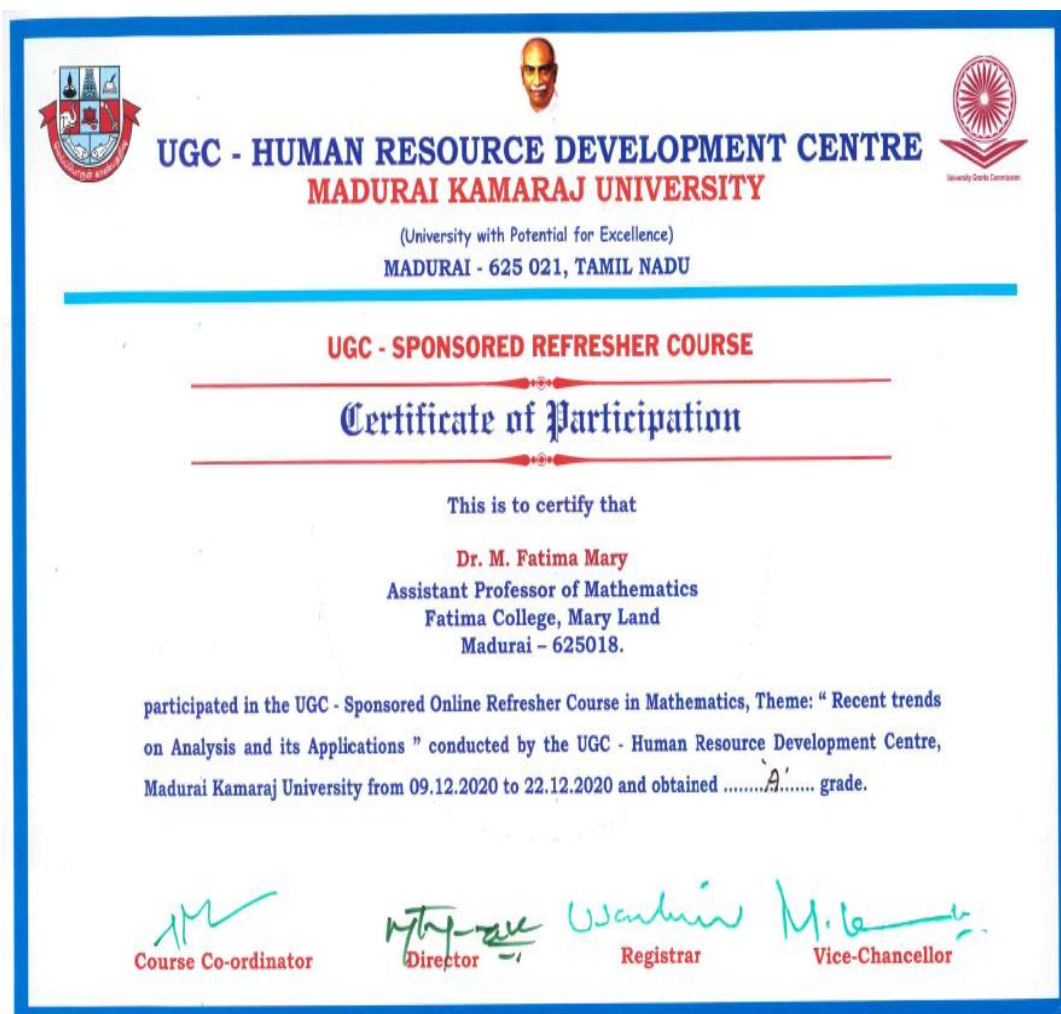 UGC - HUMAN RESOURCE DEVELOPMENT CENTRE
MADURAI KAMARAJ UNIVERSITY
University Grants Commission
(University with Potential for Excellence)
MADURAI - 625 021, TAMIL NADU
UGC - SPONSORED REFRESHER COURSE
Certificate of Participation
This is to certify that
Dr. M. Fatima Mary
Assistant Professor of Mathematics
Fatima College, Mary Land
Madurai – 625018.
participated in the UGC - Sponsored Online Refresher Course in Mathematics, Theme: “ Recent trends
on Analysis and its Applications ” conducted by the UGC - Human Resource Development Centre,
Madurai Kamaraj University from 09.12.2020 to 22.12.2020 and obtained ........'A'....... grade.
Course Co-ordinator
Director
Registrar
Vice-Chancellor